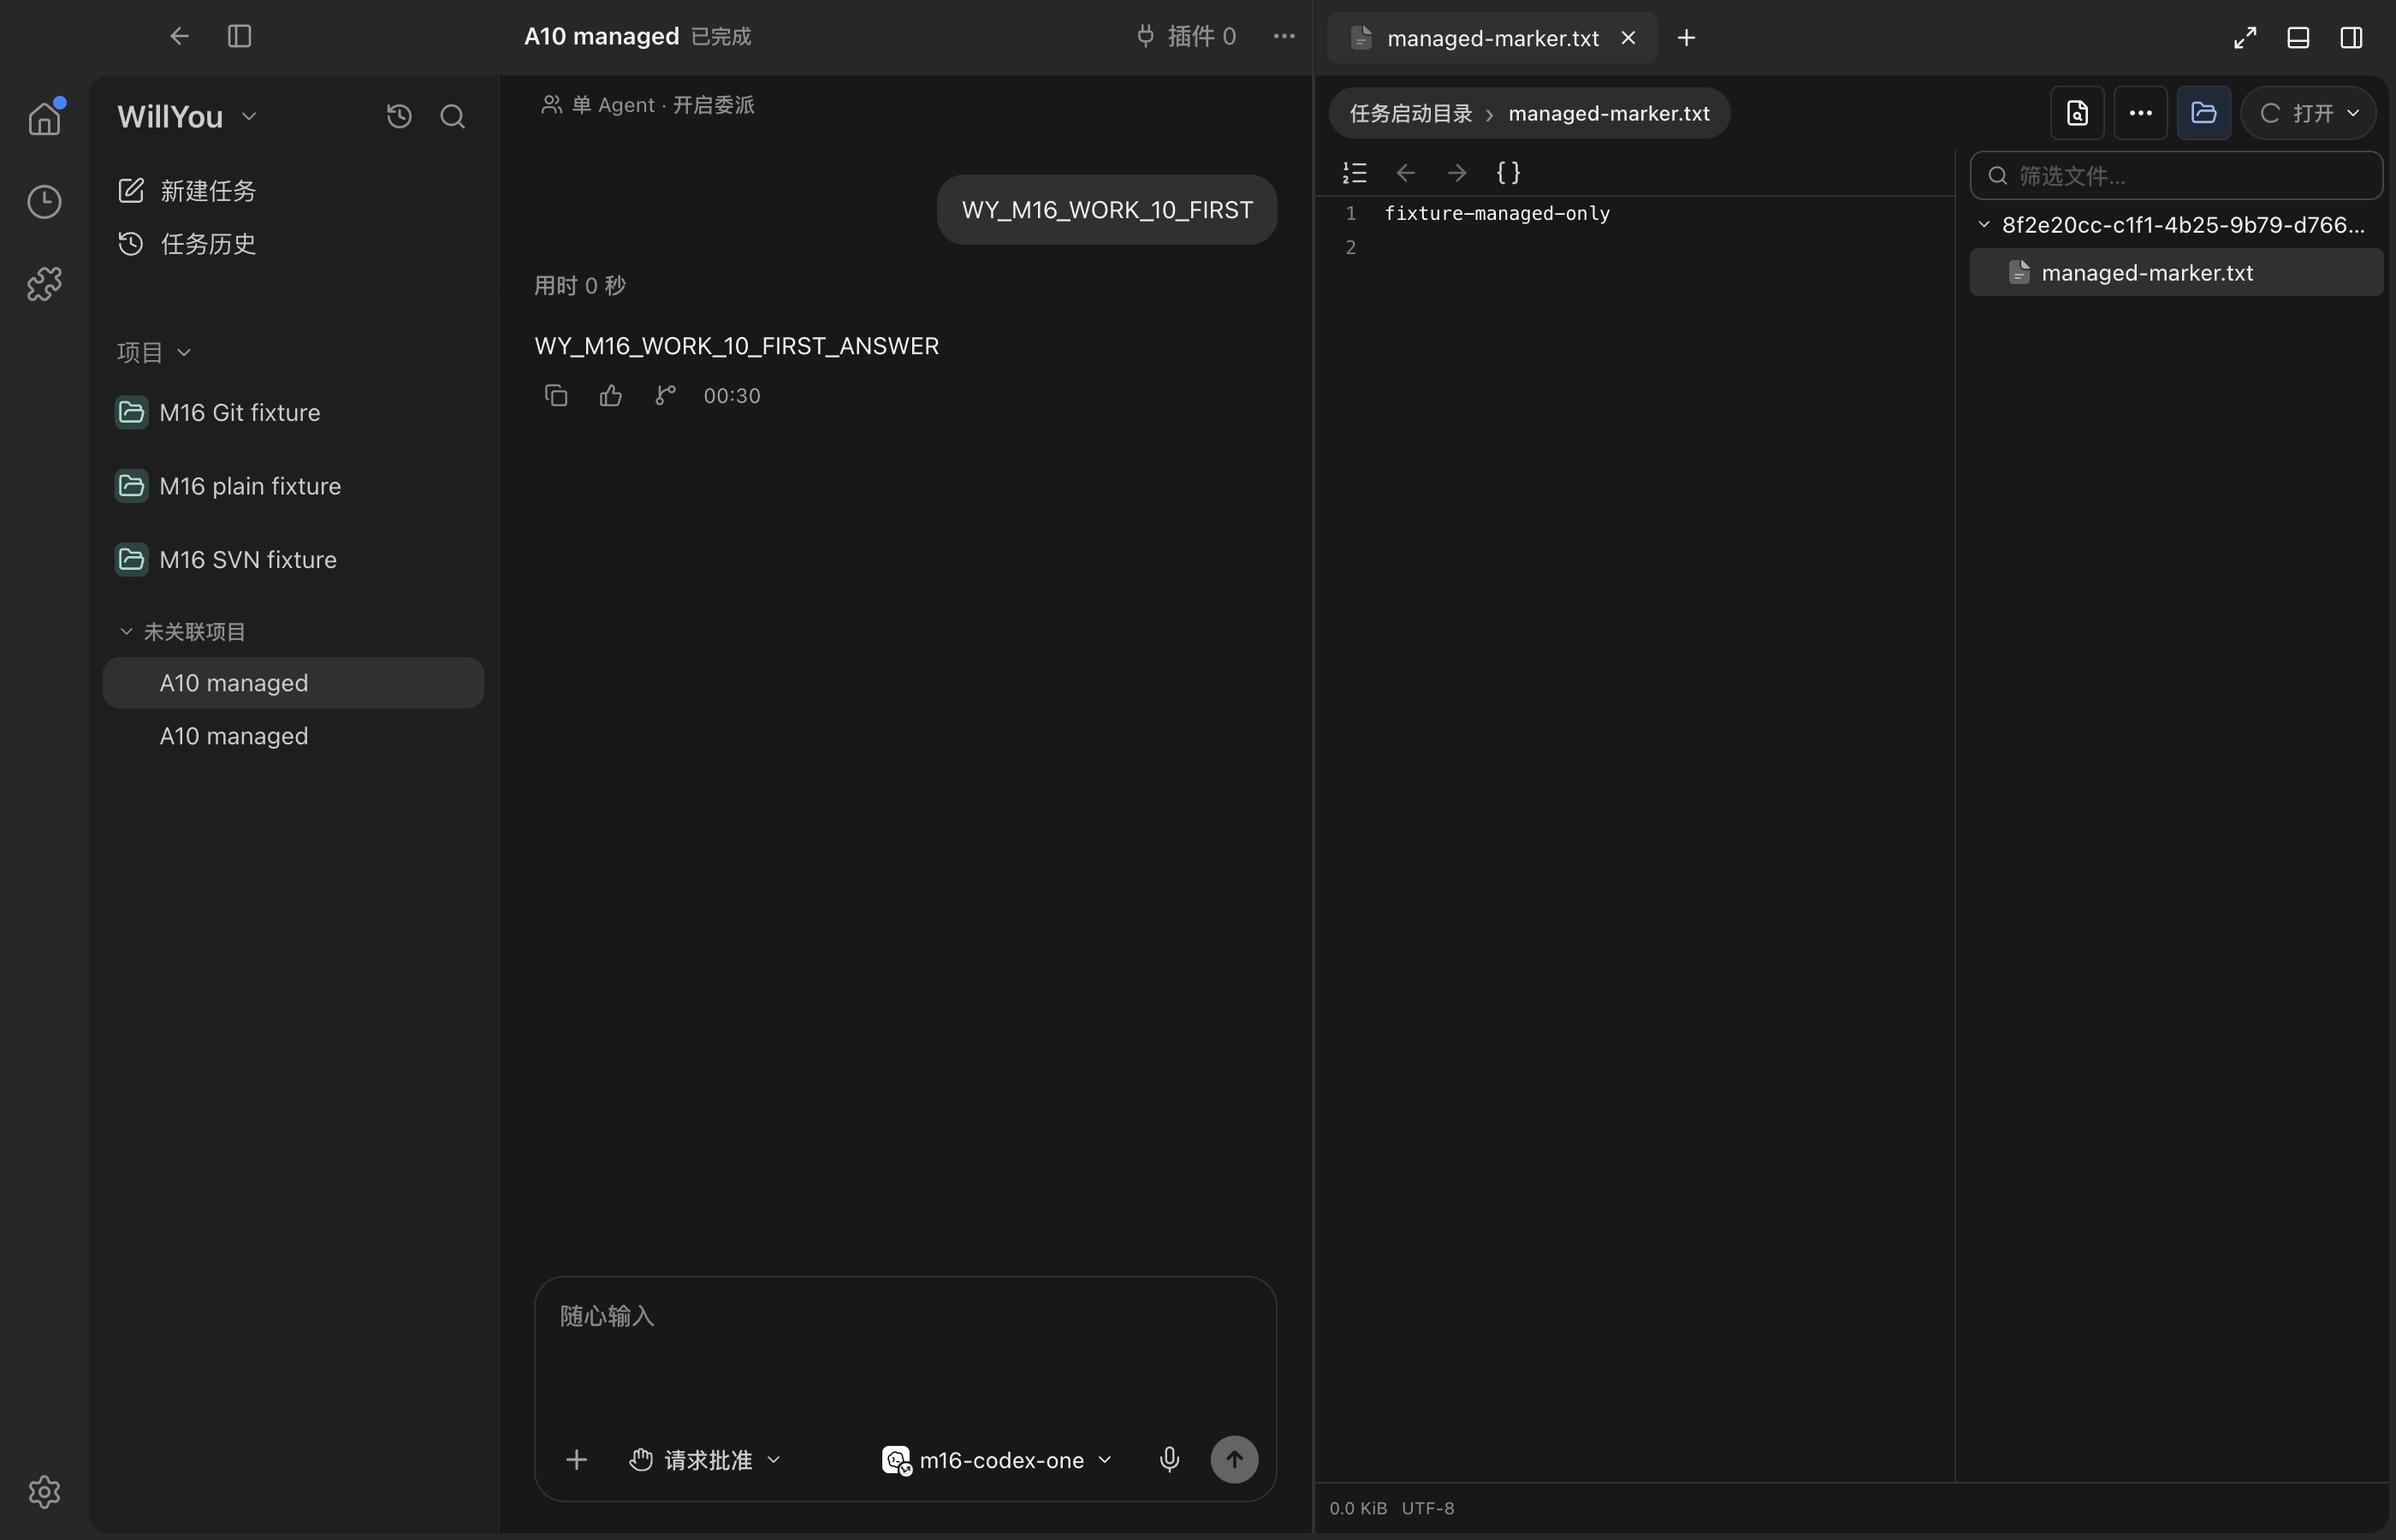 A10 managed 已完成
插件 0
managed-marker.txt
WillYou
新建任务
任务历史
项目
M16 Git fixture
M16 plain fixture
M16 SVN fixture
未关联项目
A10 managed
A10 managed
单 Agent · 开启委派
WY_M16_WORK_10_FIRST
用时 0 秒
WY_M16_WORK_10_FIRST_ANSWER
00:30
随心输入
请求批准
m16-codex-one
任务启动目录 › managed-marker.txt
打开
1 fixture-managed-only
2
筛选文件...
8f2e20cc-c1f1-4b25-9b79-d766...
managed-marker.txt
0.0 KiB UTF-8